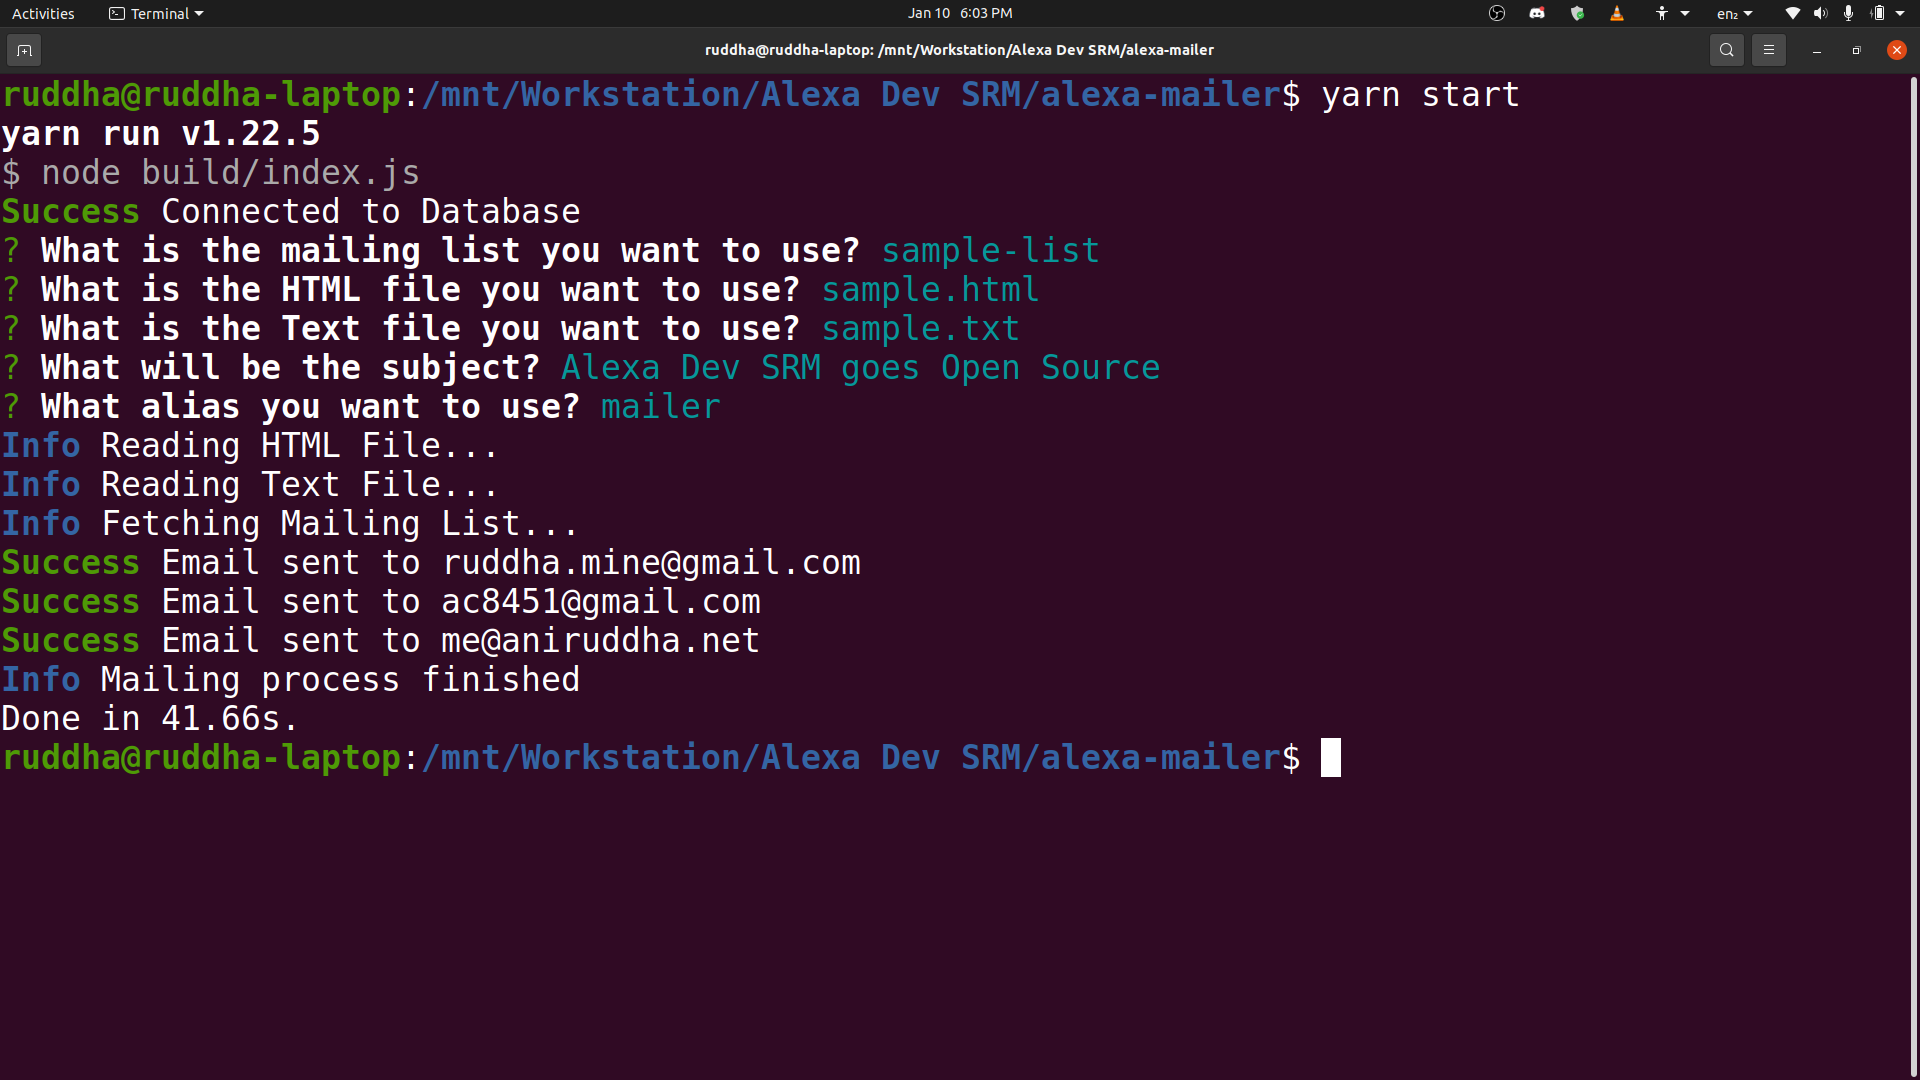 Activities Terminal Jan 10 6:03 PM en₂
ruddha@ruddha-laptop: /mnt/Workstation/Alexa Dev SRM/alexa-mailer
ruddha@ruddha-laptop:/mnt/Workstation/Alexa Dev SRM/alexa-mailer$ yarn start
yarn run v1.22.5
$ node build/index.js
Success Connected to Database
? What is the mailing list you want to use? sample-list
? What is the HTML file you want to use? sample.html
? What is the Text file you want to use? sample.txt
? What will be the subject? Alexa Dev SRM goes Open Source
? What alias you want to use? mailer
Info Reading HTML File...
Info Reading Text File...
Info Fetching Mailing List...
Success Email sent to ruddha.mine@gmail.com
Success Email sent to ac8451@gmail.com
Success Email sent to me@aniruddha.net
Info Mailing process finished
Done in 41.66s.
ruddha@ruddha-laptop:/mnt/Workstation/Alexa Dev SRM/alexa-mailer$